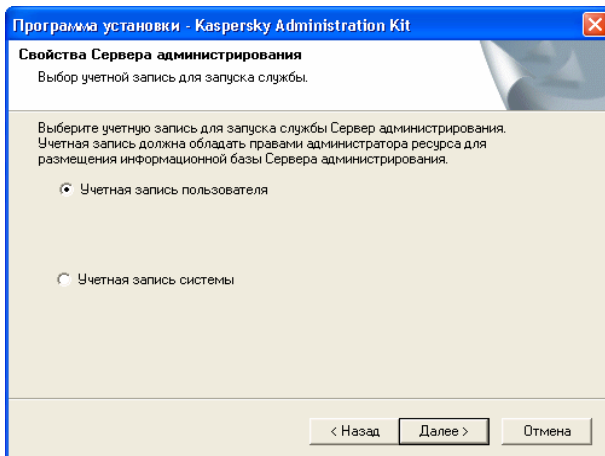 Программа установки - Kaspersky Administration Kit
Свойства Сервера администрирования
Выбор учетной запись для запуска службы.
Выберите учетную запись для запуска службы Сервер администрирования.
Учетная запись должна обладать правами администратора ресурса для
размещения информационной базы Сервера администрирования.
Учетная запись пользователя
Учетная запись системы
< Назад
Далее >
Отмена